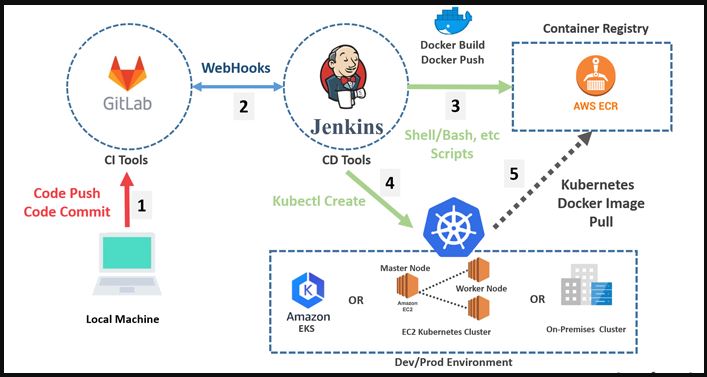 Docker Build
Docker Push
Container Registry
GitLab
WebHooks
2
Jenkins
3
AWS ECR
CI Tools
CD Tools
Shell/Bash, etc
Scripts
Code Push
Code Commit
1
Kubectl Create
4
5
Kubernetes
Docker Image
Pull
Local Machine
Amazon
EKS
OR
Master Node
Amazon
EC2
Worker Node
EC2 Kubernetes Cluster
OR
On-Premises Cluster
Dev/Prod Environment